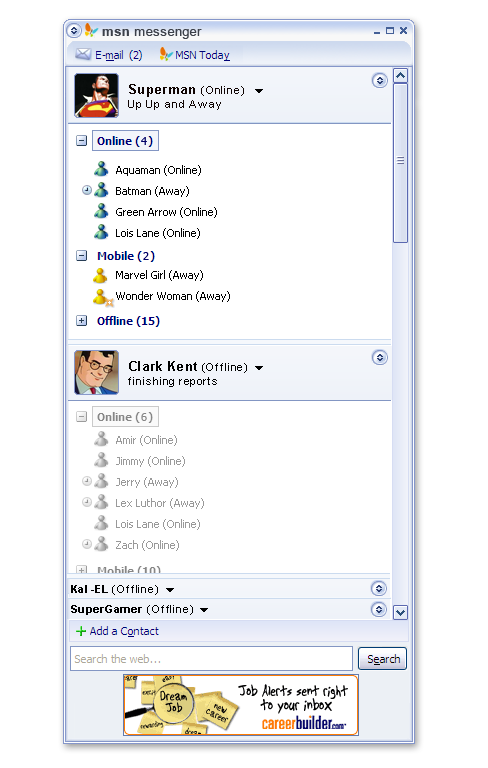 msn messenger
E-mail (2) MSN Today
Superman (Online)
Up Up and Away
Online (4)
Aquaman (Online)
Batman (Away)
Green Arrow (Online)
Lois Lane (Online)
Mobile (2)
Marvel Girl (Away)
Wonder Woman (Away)
Offline (15)
Clark Kent (Offline)
finishing reports
Online (6)
Amir (Online)
Jimmy (Online)
Jerry (Away)
Lex Luthor (Away)
Lois Lane (Online)
Zach (Online)
Mobile (10)
Kal -EL (Offline)
SuperGamer (Offline)
Add a Contact
Search the web... Search
Dream
Job
new
career
Job Alerts sent right
to your inbox
careerbuilder.com